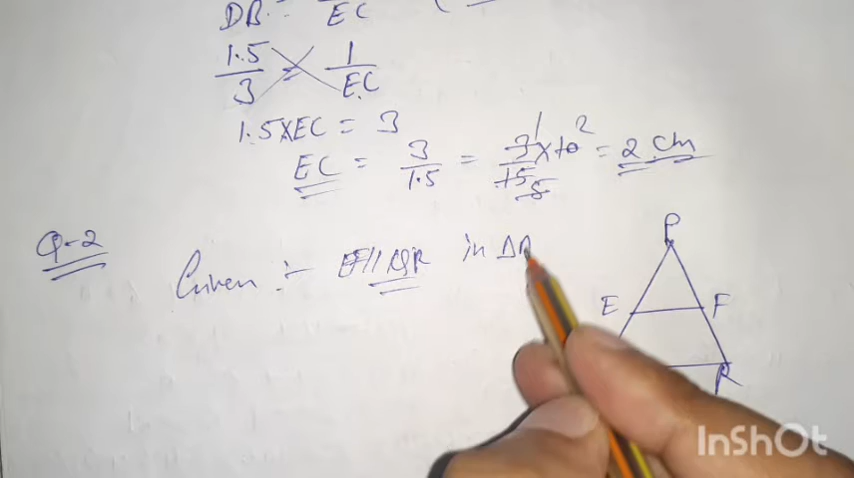 DB = EC
1.5/3 = 1/EC
1.5×EC = 3
EC = 3/1.5 = 3×10/15 = 2 cm
Q-2
Given :- EF || QR in Δ
P
E F
R
InShOt